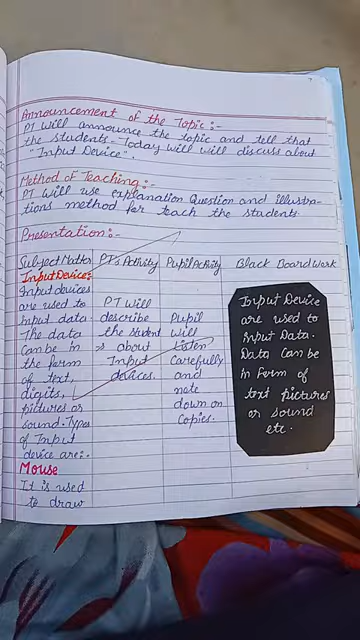 Announcement of the Topic:-
PT will announce the topic and tell that
the students. Today will will discuss about
"Input Device".
Method of Teaching:-
PT will use explanation Question and illustra-
tions method for teach the students.
Presentation:-
Subject Matter PT's Activity Pupil Activity Black Board Work
Input Device:
Input devices
are used to
input data.
The data
Can be in
the form
of text,
digits,
pictures or
sound. Types
of Input
device are:-
Mouse
It is used
to draw
PT will
describe
the student
s about
Input
devices.
Pupil
will
Listen
Carefully
and
note
down on
Copies.
Input Device
are used to
input Data.
Data can be
in Form of
text pictures
or sound
etc.